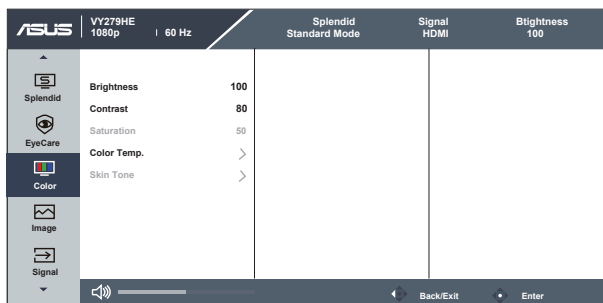 ASUS
VY279HE
1080p | 60 Hz
Splendid
Standard Mode
Signal
HDMI
Btightness
100
Splendid
EyeCare
Color
Image
Signal
Brightness 100
Contrast 80
Saturation 50
Color Temp.
Skin Tone
Back/Exit
Enter